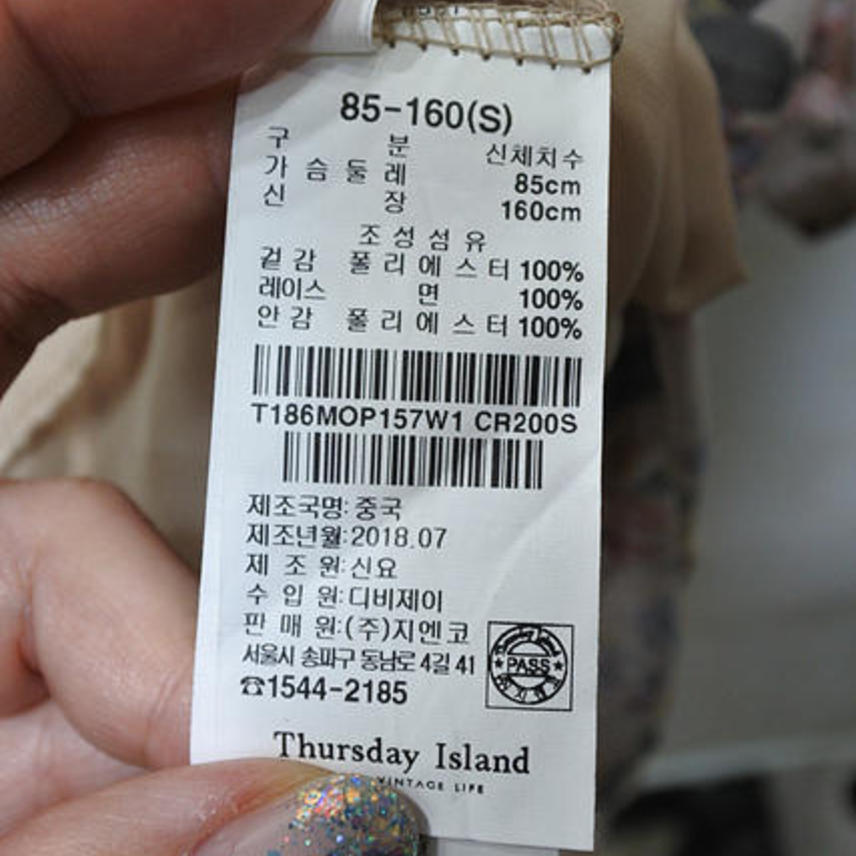 85-160(S)
구 분 신체치수
가 슴 둘 레 85cm
신 장 160cm
조 성 섬 유
겉 감 폴 리 에 스 터 100%
레이스 면 100%
안 감 폴 리 에 스 터 100%
T186MOP157W1 CR200S
제조국명: 중국
제조년월:2018.07
제 조 원:신요
수 입 원:디비제이
판 매 원:(주)지엔코
서울시 송파구 동남로 4길 41
☎1544-2185
PASS
Thursday Island
VINTAGE LIFE